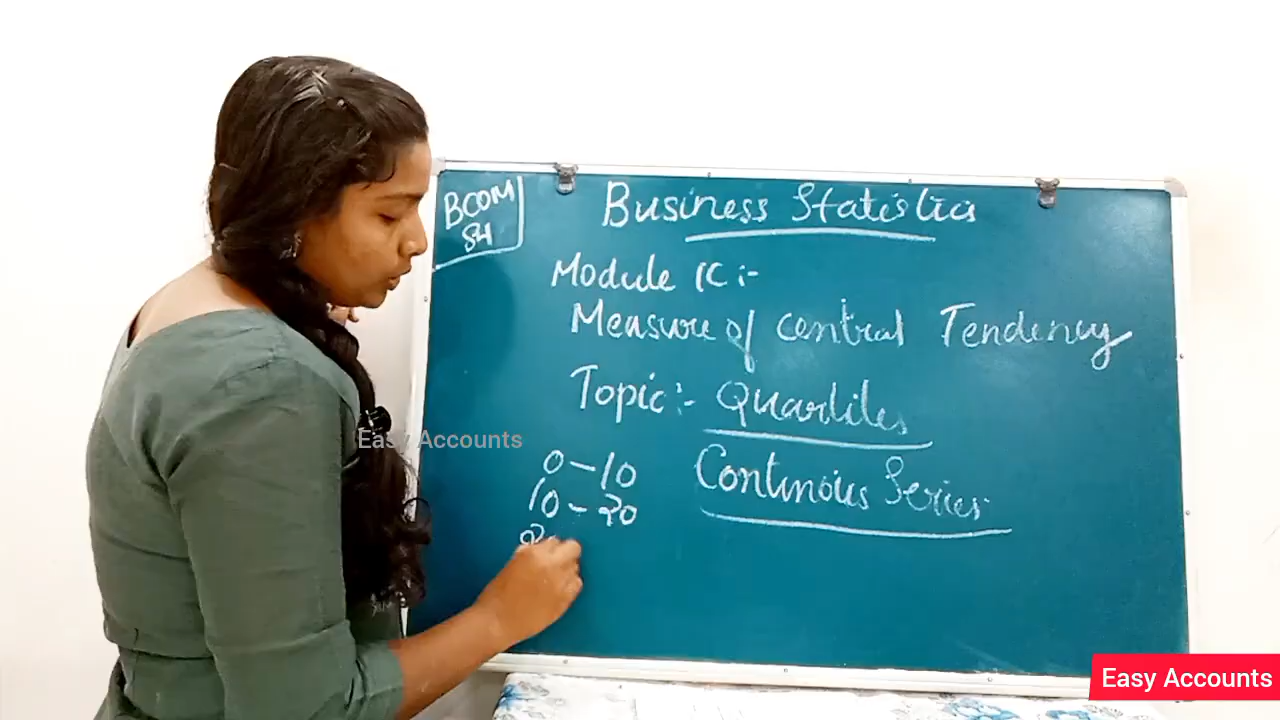 BCOM
S4
Business Statistics
Module IC :-
Measure of central Tendency
Topic :- Quartiles
Continous Series
0-10
10-20
Easy Accounts
Easy Accounts